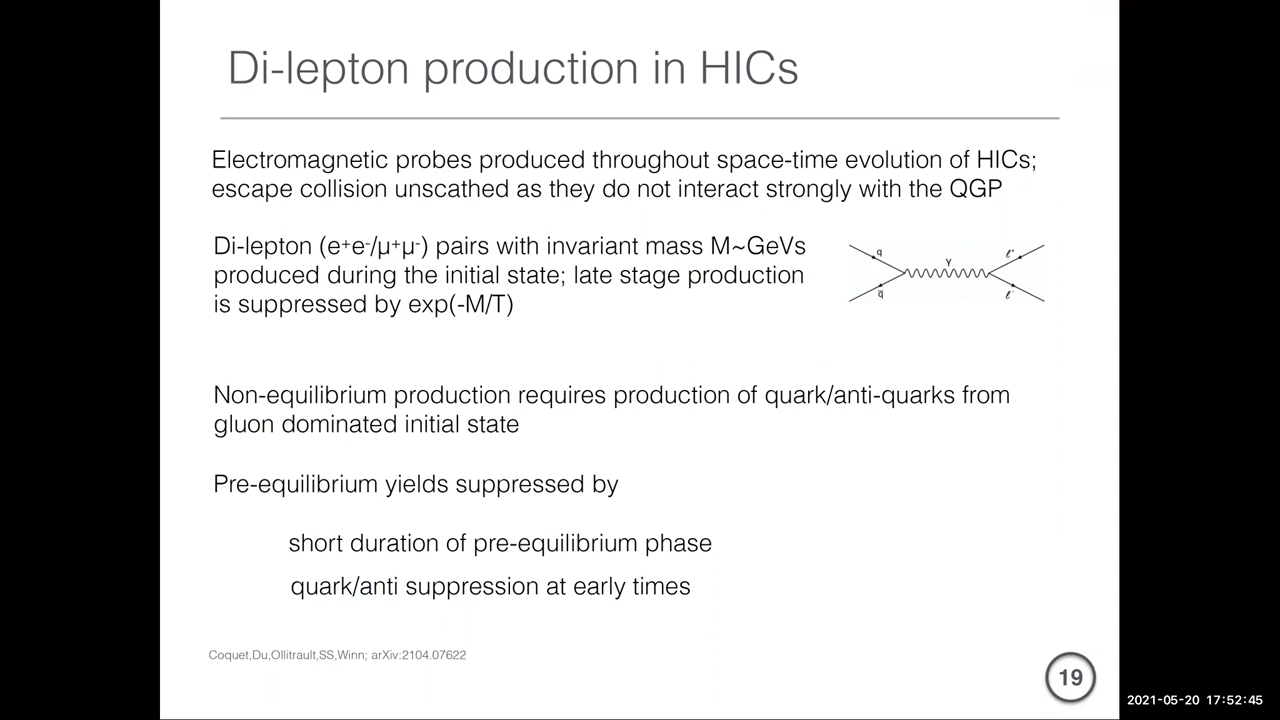 Di-lepton production in HICs
Electromagnetic probes produced throughout space-time evolution of HICs;
escape collision unscathed as they do not interact strongly with the QGP
Di-lepton (e⁺e⁻/μ⁺μ⁻) pairs with invariant mass M~GeVs
produced during the initial state; late stage production
is suppressed by exp(-M/T)
q
γ
ℓ⁺
q̅
ℓ⁻
Non-equilibrium production requires production of quark/anti-quarks from
gluon dominated initial state
Pre-equilibrium yields suppressed by
short duration of pre-equilibrium phase
quark/anti suppression at early times
Coquet,Du,Ollitrault,SS,Winn; arXiv:2104.07622
19
2021-05-20 17:52:45